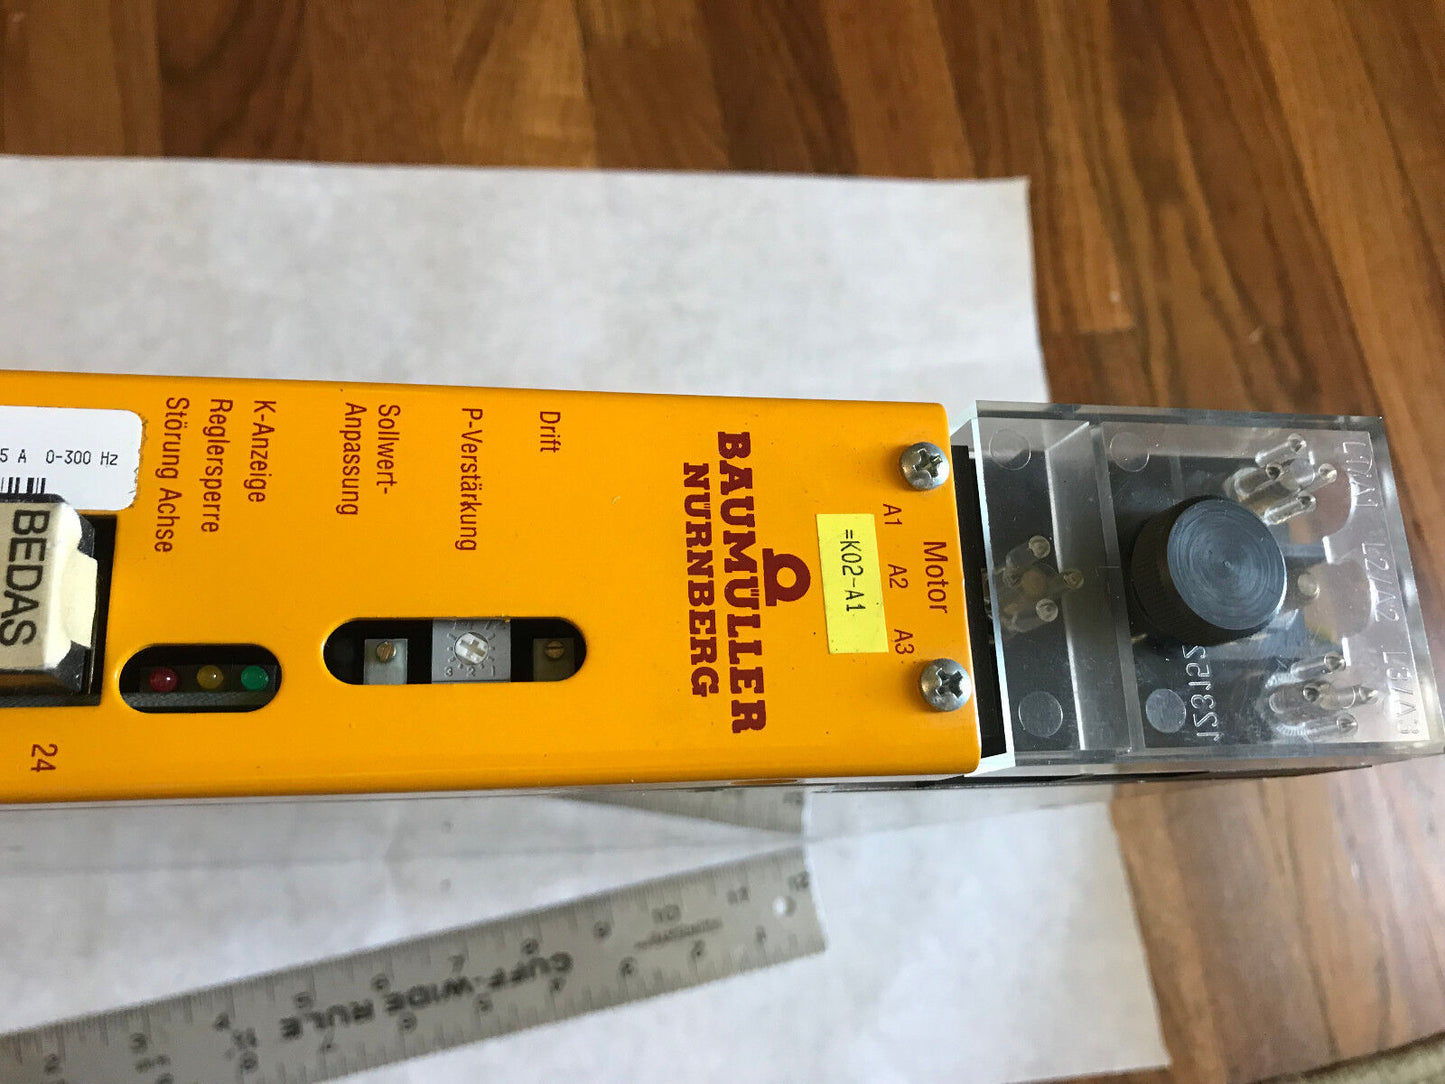 5 A 0-300 Hz
BEDAS
24
K-Anzeige
Reglersperre
Störung Achse
Sollwert-
Anpassung
P-Verstärkung
Drift
BAUMÜLLER
NÜRNBERG
=K02-A1
Motor
A1 A2 A3
L1/A1 L2/A2 L3/A3
123152
CUFF-WIDE RULE